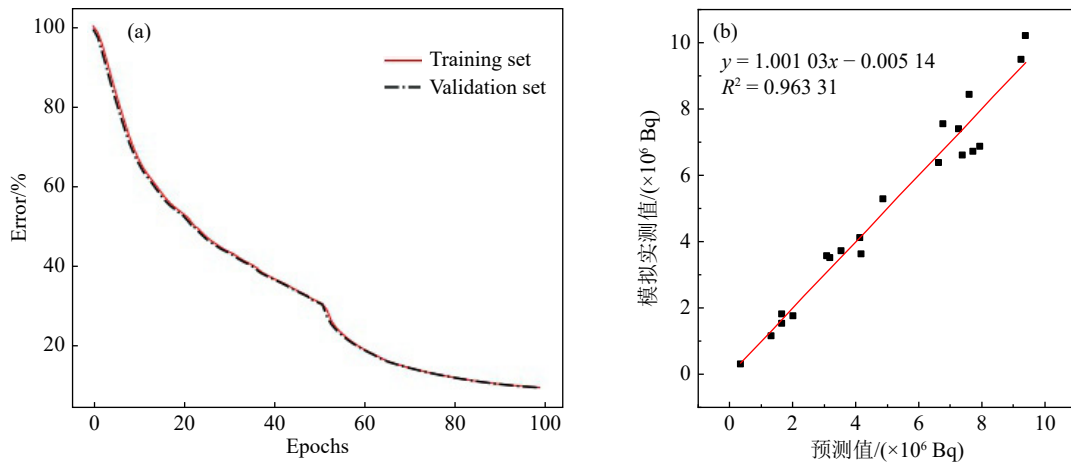 (a)
Training set
Validation set
100
80
60
40
20
Error/%
0 20 40 60 80 100
Epochs
(b)
y = 1.001 03x − 0.005 14
R² = 0.963 31
10
8
6
4
2
0
模拟实测值/(×10⁶ Bq)
0 2 4 6 8 10
预测值/(×10⁶ Bq)